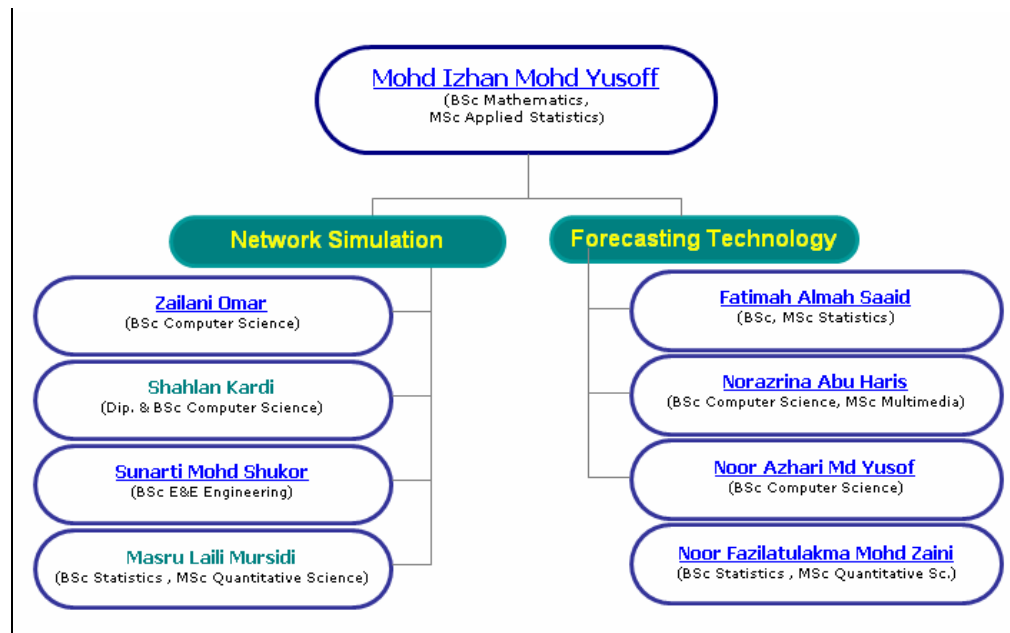 Mohd Izhan Mohd Yusoff
(BSc Mathematics,
MSc Applied Statistics)
Network Simulation
Zailani Omar
(BSc Computer Science)
Shahlan Kardi
(Dip. & BSc Computer Science)
Sunarti Mohd Shukor
(BSc E&E Engineering)
Masru Laili Mursidi
(BSc Statistics , MSc Quantitative Science)
Forecasting Technology
Fatimah Almah Saaid
(BSc, MSc Statistics)
Norazrina Abu Haris
(BSc Computer Science, MSc Multimedia)
Noor Azhari Md Yusof
(BSc Computer Science)
Noor Fazilatulakma Mohd Zaini
(BSc Statistics , MSc Quantitative Sc.)